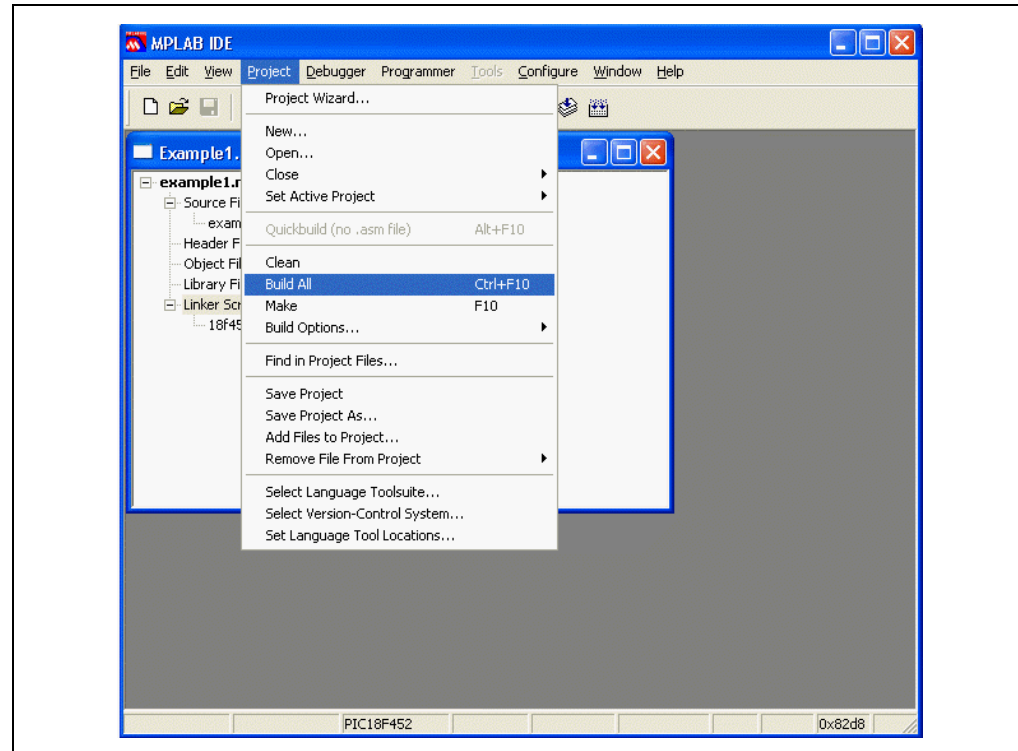 MPLAB IDE
File Edit View Project Debugger Programmer Tools Configure Window Help
Project Wizard...
New...
Open...
Close
Set Active Project
Quickbuild (no .asm file) Alt+F10
Clean
Build All Ctrl+F10
Make F10
Build Options...
Find in Project Files...
Save Project
Save Project As...
Add Files to Project...
Remove File From Project
Select Language Toolsuite...
Select Version-Control System...
Set Language Tool Locations...
Example1.
example1.
Source Fi
exam
Header F
Object Fil
Library Fi
Linker Scr
18f45
PIC18F452 0x82d8